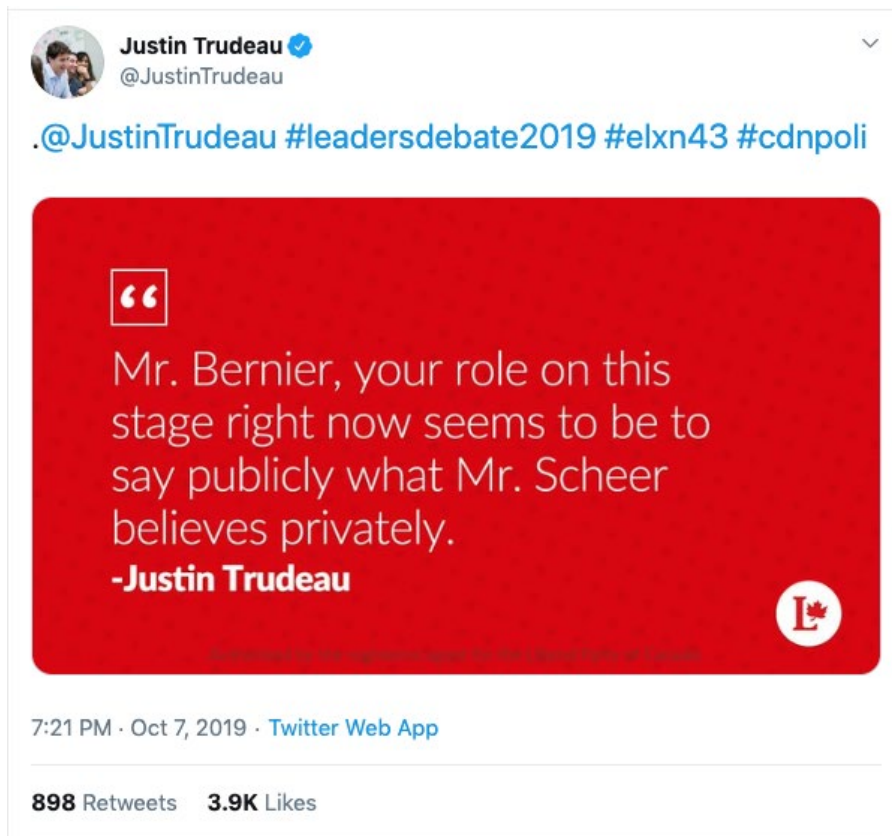 Justin Trudeau
@JustinTrudeau
.@JustinTrudeau #leadersdebate2019 #elxn43 #cdnpoli
“
Mr. Bernier, your role on this
stage right now seems to be to
say publicly what Mr. Scheer
believes privately.
-Justin Trudeau
L
7:21 PM · Oct 7, 2019 · Twitter Web App
898 Retweets 3.9K Likes